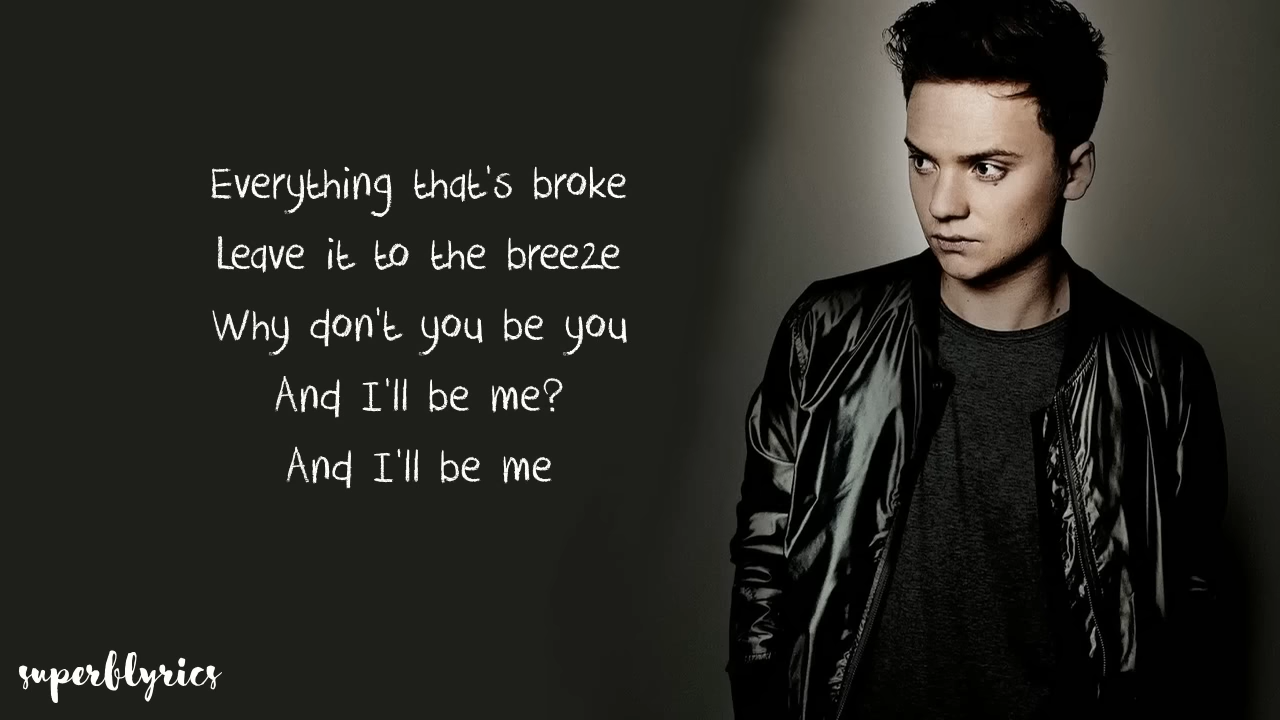 Everything that's broke
Leave it to the breeze
Why don't you be you
And I'll be me?
And I'll be me
superblyrics